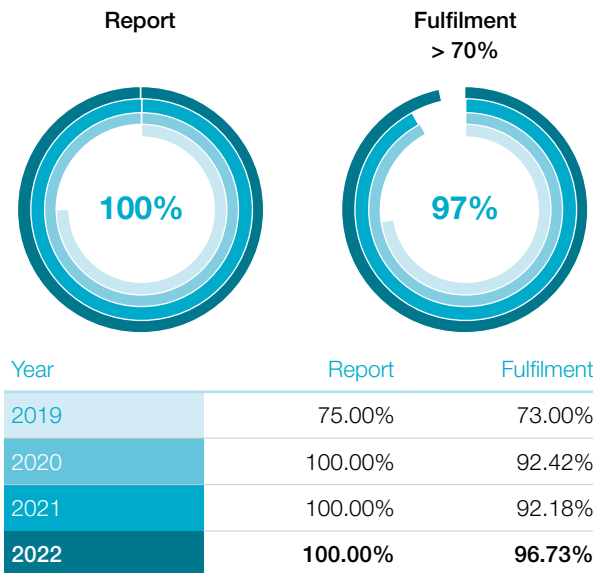 Report
Fulfilment
> 70%
100%
97%
Year Report Fulfilment
2019 75.00% 73.00%
2020 100.00% 92.42%
2021 100.00% 92.18%
2022 100.00% 96.73%